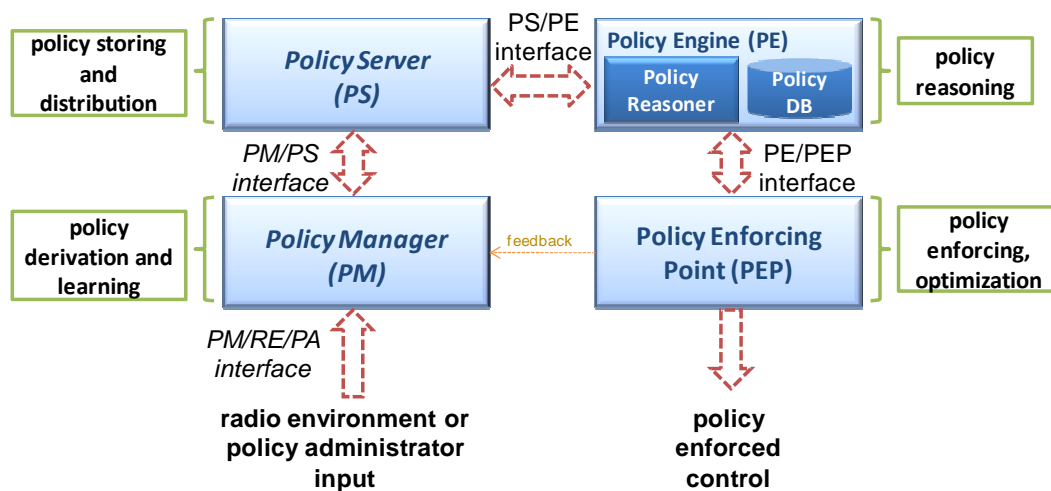 policy storing
and
distribution
Policy Server
(PS)
PS/PE
interface
Policy Engine (PE)
Policy
Reasoner
Policy
DB
policy
reasoning
PM/PS
interface
PE/PEP
interface
policy
derivation and
learning
Policy Manager
(PM)
feedback
Policy Enforcing
Point (PEP)
policy
enforcing,
optimization
PM/RE/PA
interface
radio environment or
policy administrator
input
policy
enforced
control